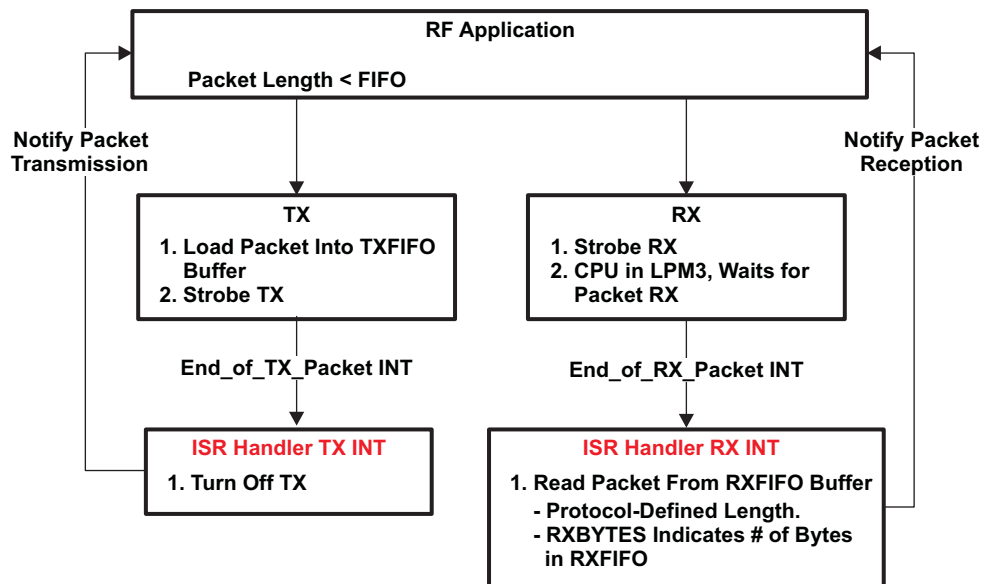 RF Application
Packet Length < FIFO
Notify Packet
Transmission
Notify Packet
Reception
TX
1. Load Packet Into TXFIFO
Buffer
2. Strobe TX
RX
1. Strobe RX
2. CPU in LPM3, Waits for
Packet RX
End_of_TX_Packet INT
End_of_RX_Packet INT
ISR Handler TX INT
1. Turn Off TX
ISR Handler RX INT
1. Read Packet From RXFIFO Buffer
- Protocol-Defined Length.
- RXBYTES Indicates # of Bytes
in RXFIFO